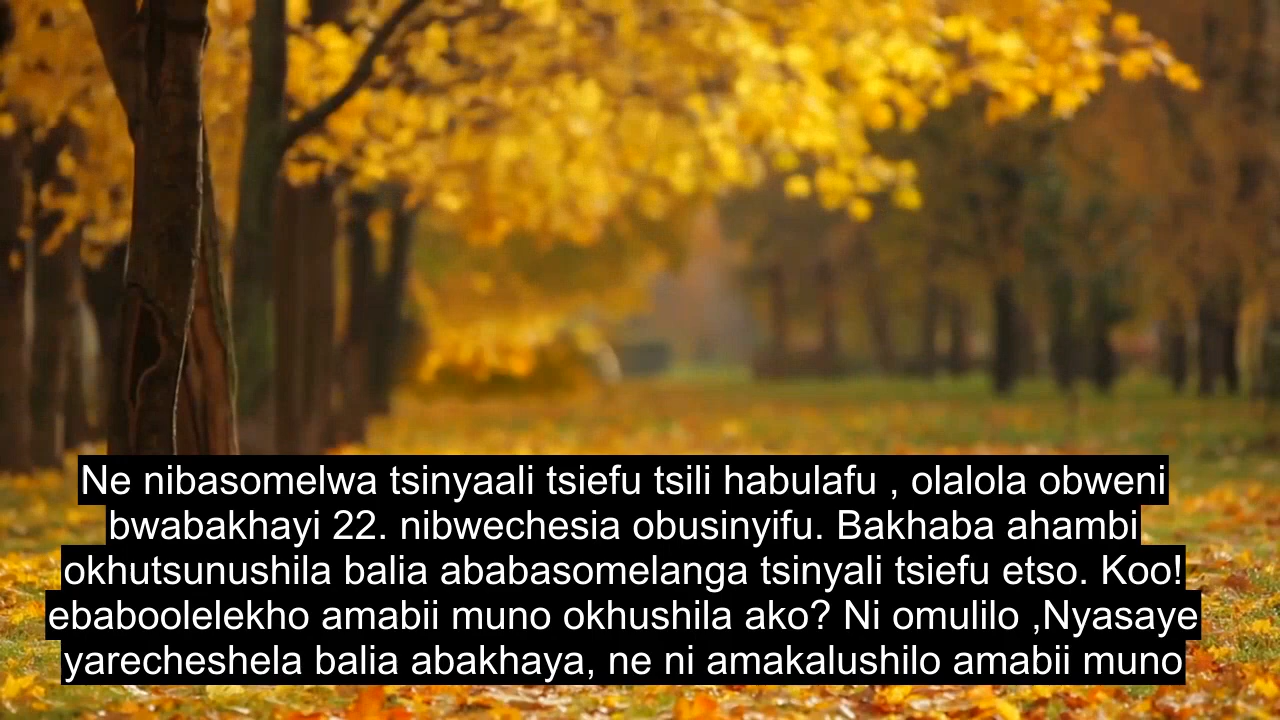 Ne nibasomelwa tsinyaali tsiefu tsili habulafu , olalola obweni
bwabakhayi 22. nibwechesia obusinyifu. Bakhaba ahambi
okhutsunushila balia ababasomelanga tsinyali tsiefu etso. Koo!
ebaboolelekho amabii muno okhushila ako? Ni omulilo ,Nyasaye
yarecheshela balia abakhaya, ne ni amakalushilo amabii muno